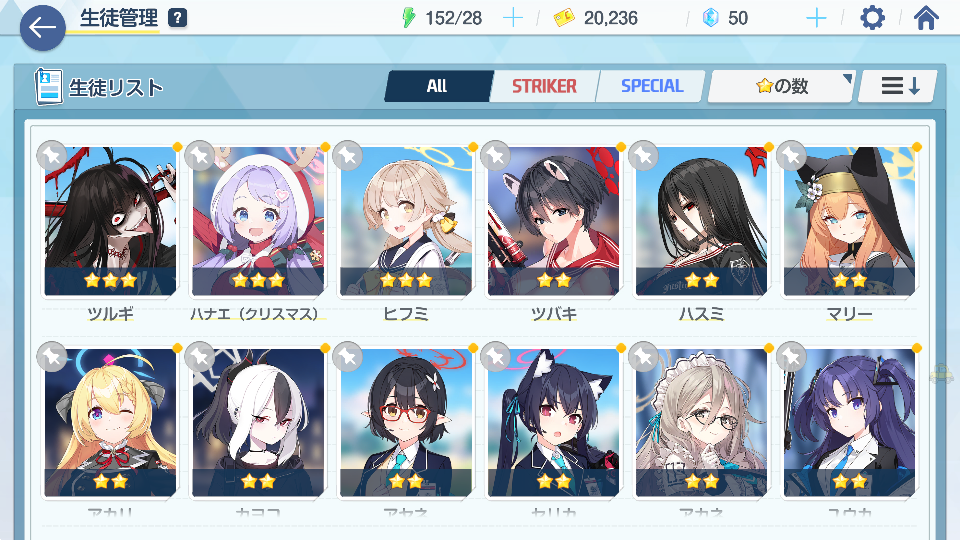 生徒管理 ? 152/28 20,236 50
生徒リスト All STRIKER SPECIAL の数
ツルギ ハナエ（クリスマス） ヒフミ ツバキ ハスミ マリー
アカリ カヨコ アヤネ セリカ アカネ ユウカ